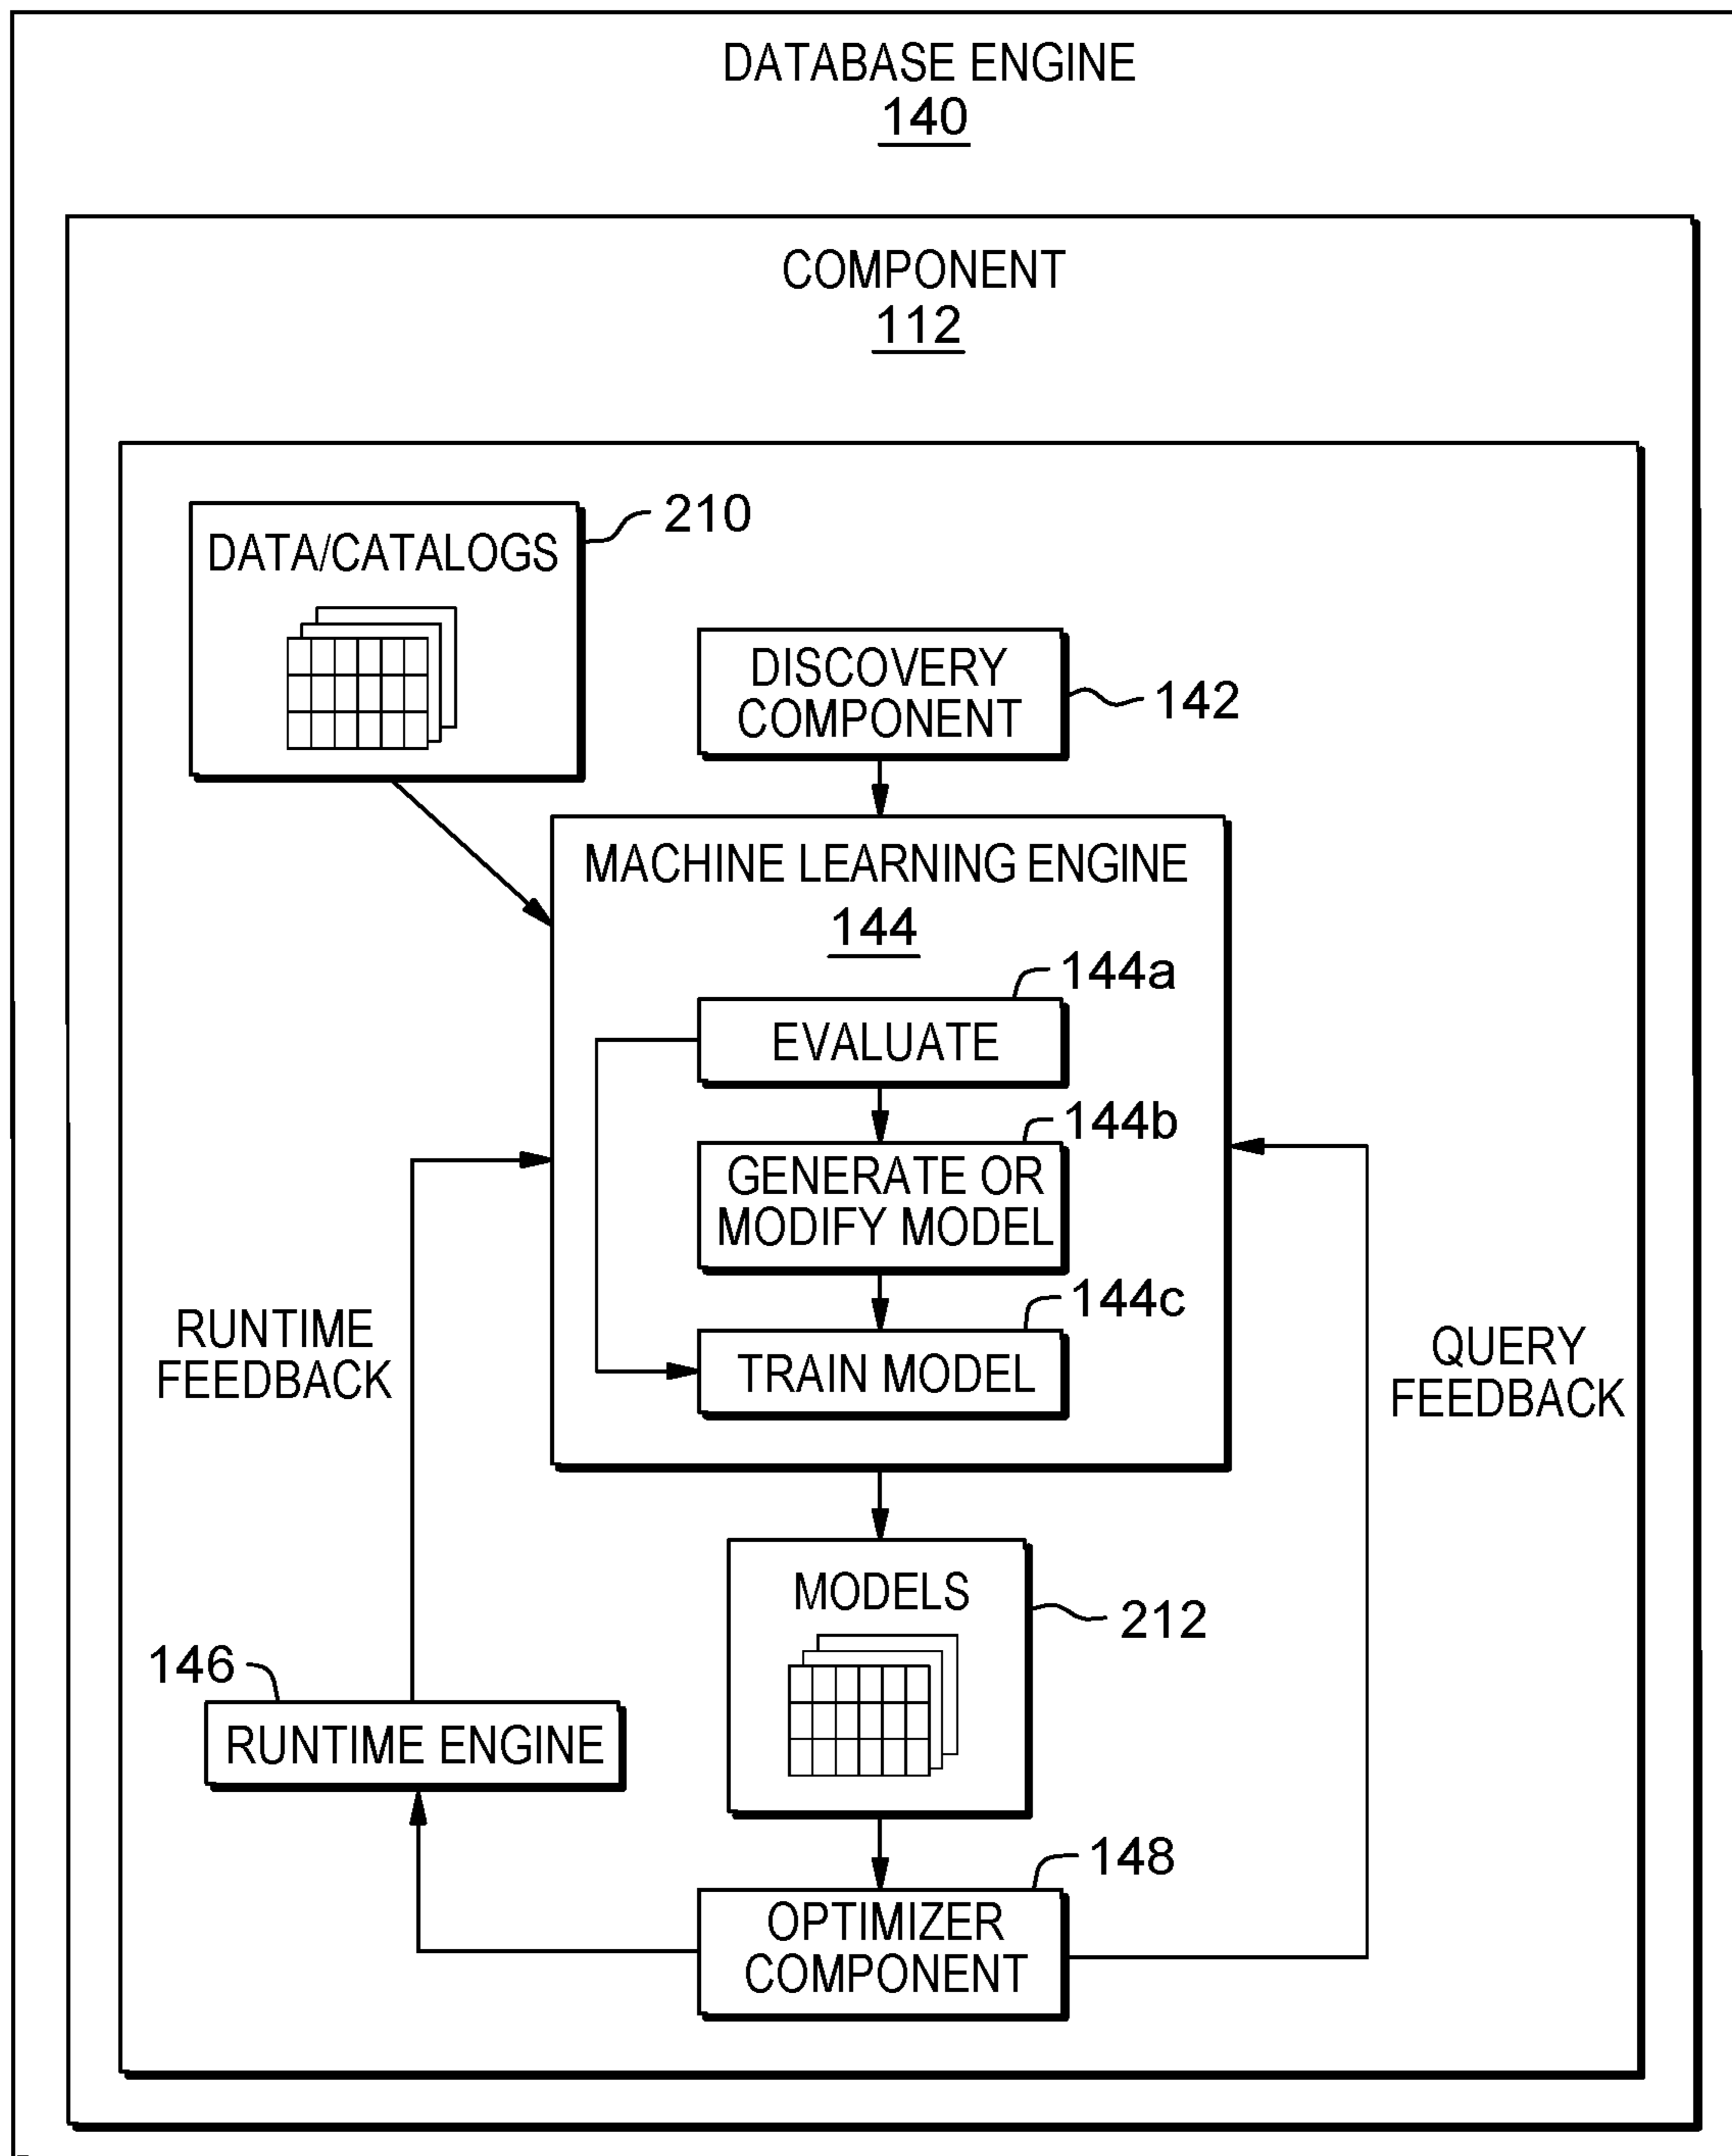 DATABASE ENGINE
140
COMPONENT
112
DATA/CATALOGS
210
DISCOVERY
COMPONENT
142
MACHINE LEARNING ENGINE
144
144a
EVALUATE
144b
GENERATE OR
MODIFY MODEL
144c
TRAIN MODEL
RUNTIME
FEEDBACK
QUERY
FEEDBACK
MODELS
212
146
RUNTIME ENGINE
148
OPTIMIZER
COMPONENT